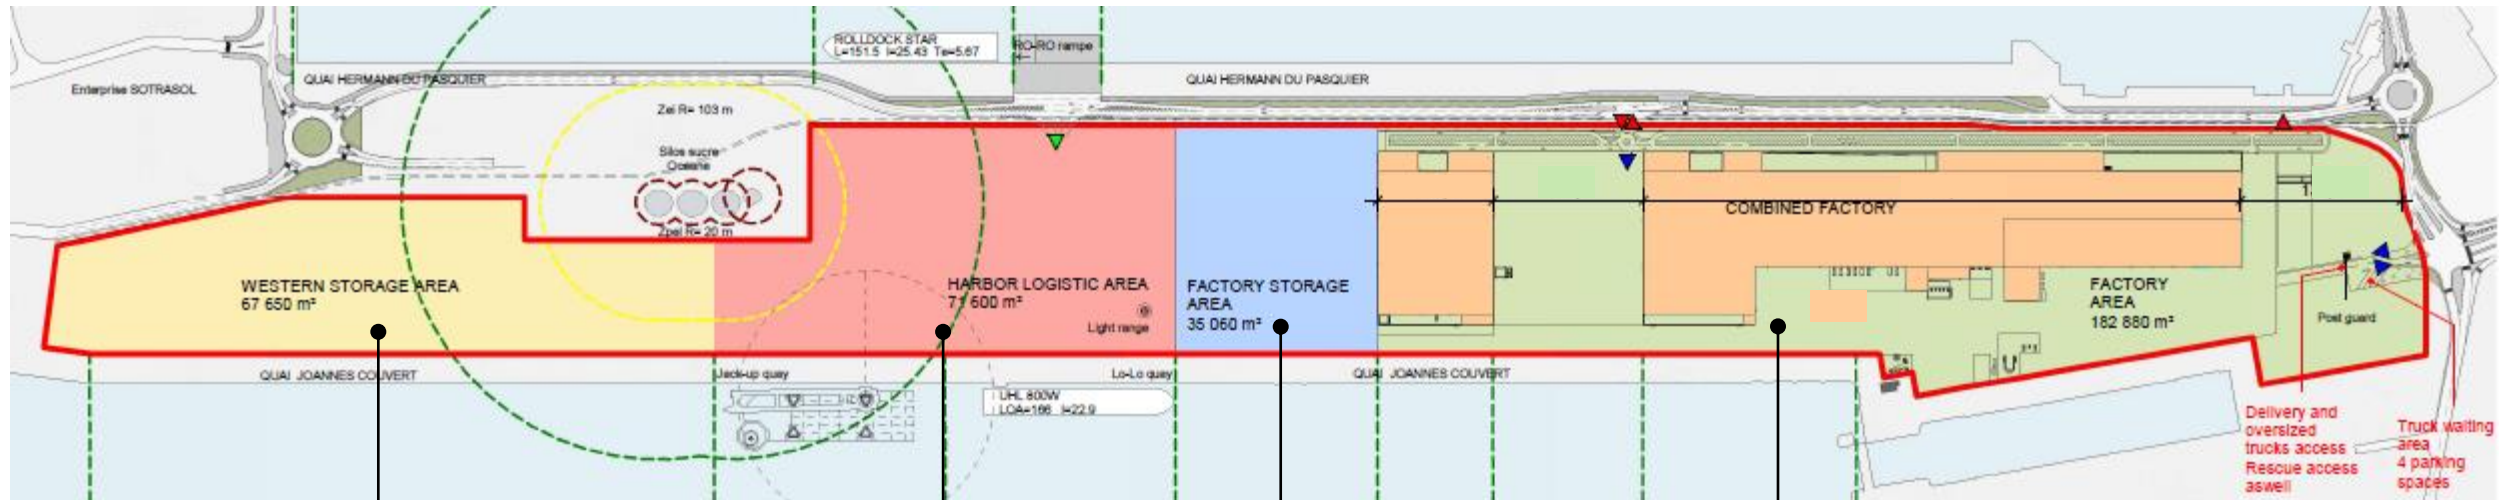 ROLLDOCK STAR
L=151.5 l=25.43 Te=5.67
RO-RO rampe
QUAI HERMANN DU PASQUIER
QUAI HERMANN DU PASQUIER
Enterprise SOTRASOL
Zei R= 103 m
Silos sucre
Océane
Zpel R= 20 m
COMBINED FACTORY
1
WESTERN STORAGE AREA
67 650 m²
HARBOR LOGISTIC AREA
71 600 m²
Light range
FACTORY STORAGE
AREA
35 060 m²
FACTORY
AREA
182 880 m²
Post guard
QUAI JOANNES COUVERT
Jack-up quay
Lo-Lo quay
QUAI JOANNES COUVERT
UHL 800W
LOA=166 l=22.9
Delivery and
oversized
trucks access
Rescue access
aswell
Truck waiting
area
4 parking
spaces